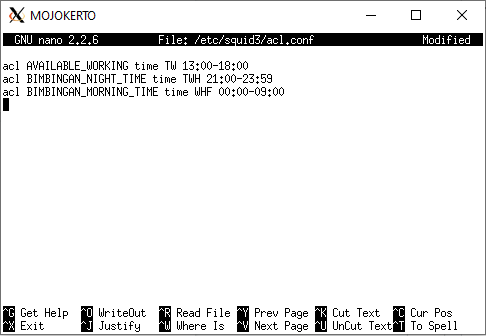 MOJOKERTO
GNU nano 2.2.6 File: /etc/squid3/acl.conf Modified
acl AVAILABLE_WORKING time TW 13:00-18:00
acl BIMBINGAN_NIGHT_TIME time TWH 21:00-23:59
acl BIMBINGAN_MORNING_TIME time WHF 00:00-09:00
^G Get Help ^O WriteOut ^R Read File ^Y Prev Page ^K Cut Text ^C Cur Pos
^X Exit ^J Justify ^W Where Is ^V Next Page ^U UnCut Text ^T To Spell